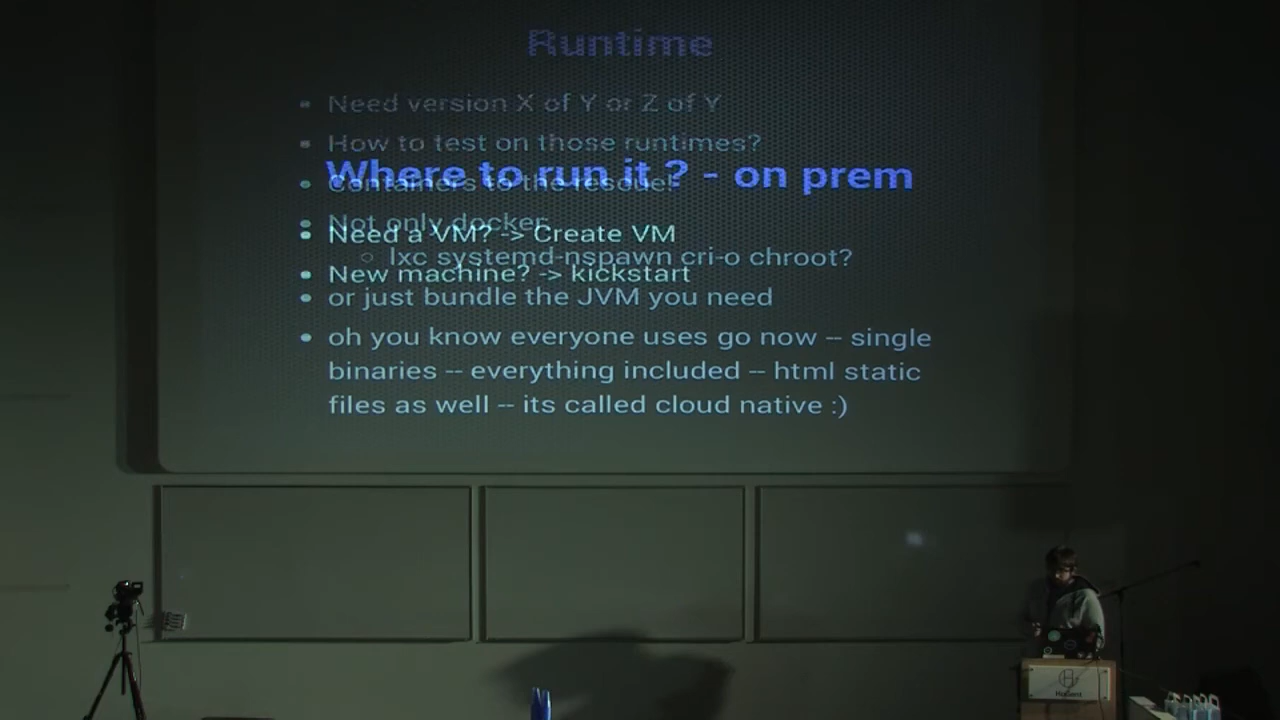 Runtime
Need version X of Y or Z of Y
How to test on those runtimes?
Where to run it ? - on prem
Containers to the rescue!
Not only docker
Need a VM? -> Create VM
lxc systemd-nspawn cri-o chroot?
New machine? -> kickstart
or just bundle the JVM you need
oh you know everyone uses go now -- single
binaries -- everything included -- html static
files as well -- its called cloud native :)
HoGent